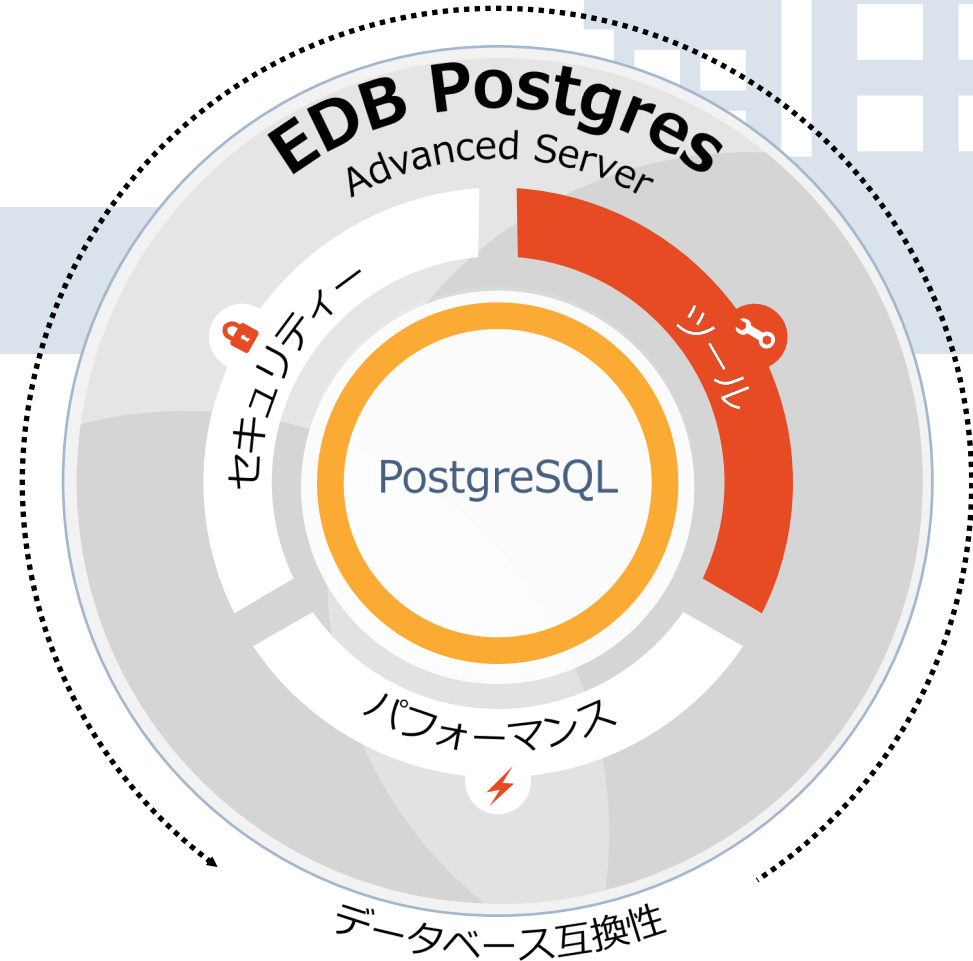 EDB Postgres
Advanced Server
セキュリティー
ツール
PostgreSQL
パフォーマンス
データベース互換性